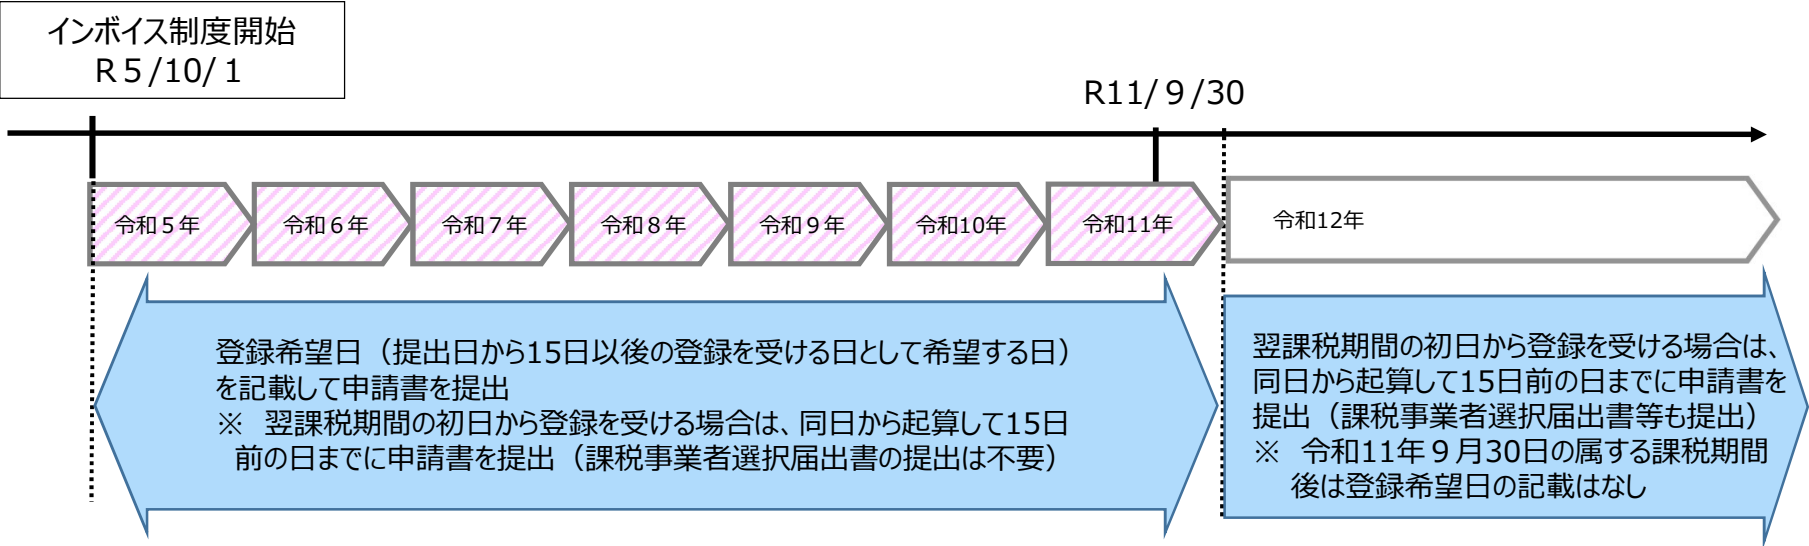 インボイス制度開始
R５/10/１
R11/９/30
令和５年
令和６年
令和７年
令和８年
令和９年
令和10年
令和11年
令和12年
登録希望日（提出日から15日以後の登録を受ける日として希望する日）
を記載して申請書を提出
※　翌課税期間の初日から登録を受ける場合は、同日から起算して15日
前の日までに申請書を提出（課税事業者選択届出書の提出は不要）
翌課税期間の初日から登録を受ける場合は、
同日から起算して15日前の日までに申請書を
提出（課税事業者選択届出書等も提出）
※　令和11年９月30日の属する課税期間
後は登録希望日の記載はなし